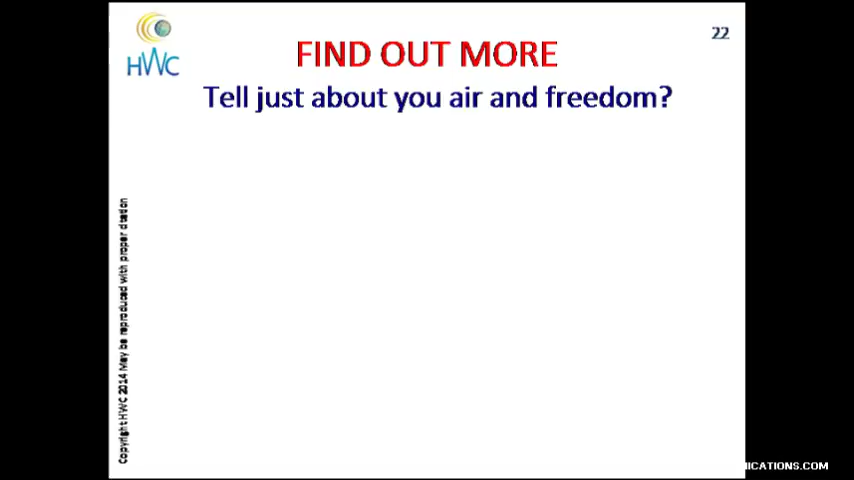 HWC
22
FIND OUT MORE
Tell just about you air and freedom?
Copyright HWC 2014 May be reproduced with proper citation
ICATIONS.COM